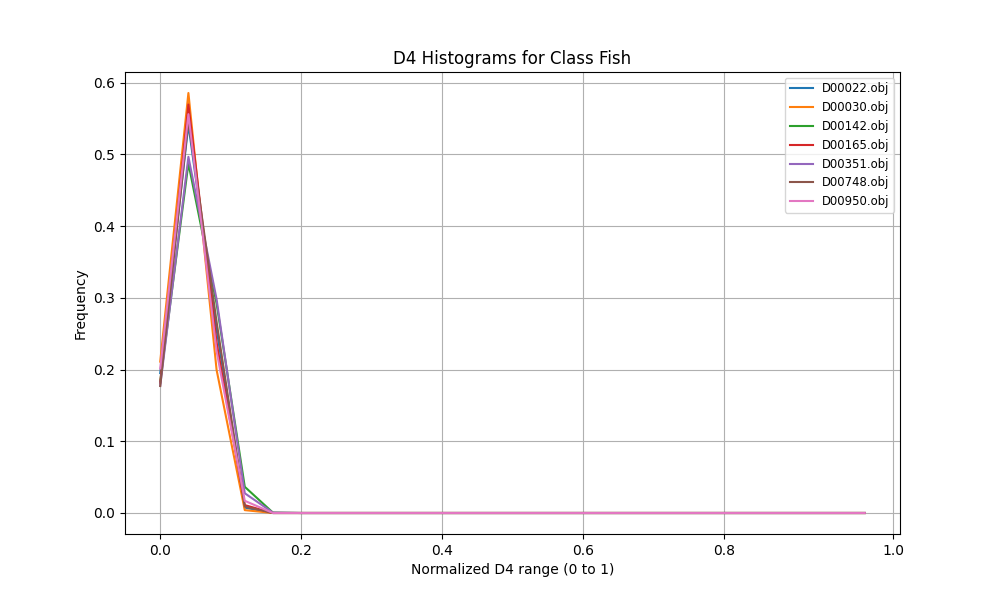 D4 Histograms for Class Fish
0.6
0.5
0.4
0.3
0.2
0.1
0.0
Frequency
D00022.obj
D00030.obj
D00142.obj
D00165.obj
D00351.obj
D00748.obj
D00950.obj
0.0 0.2 0.4 0.6 0.8 1.0
Normalized D4 range (0 to 1)